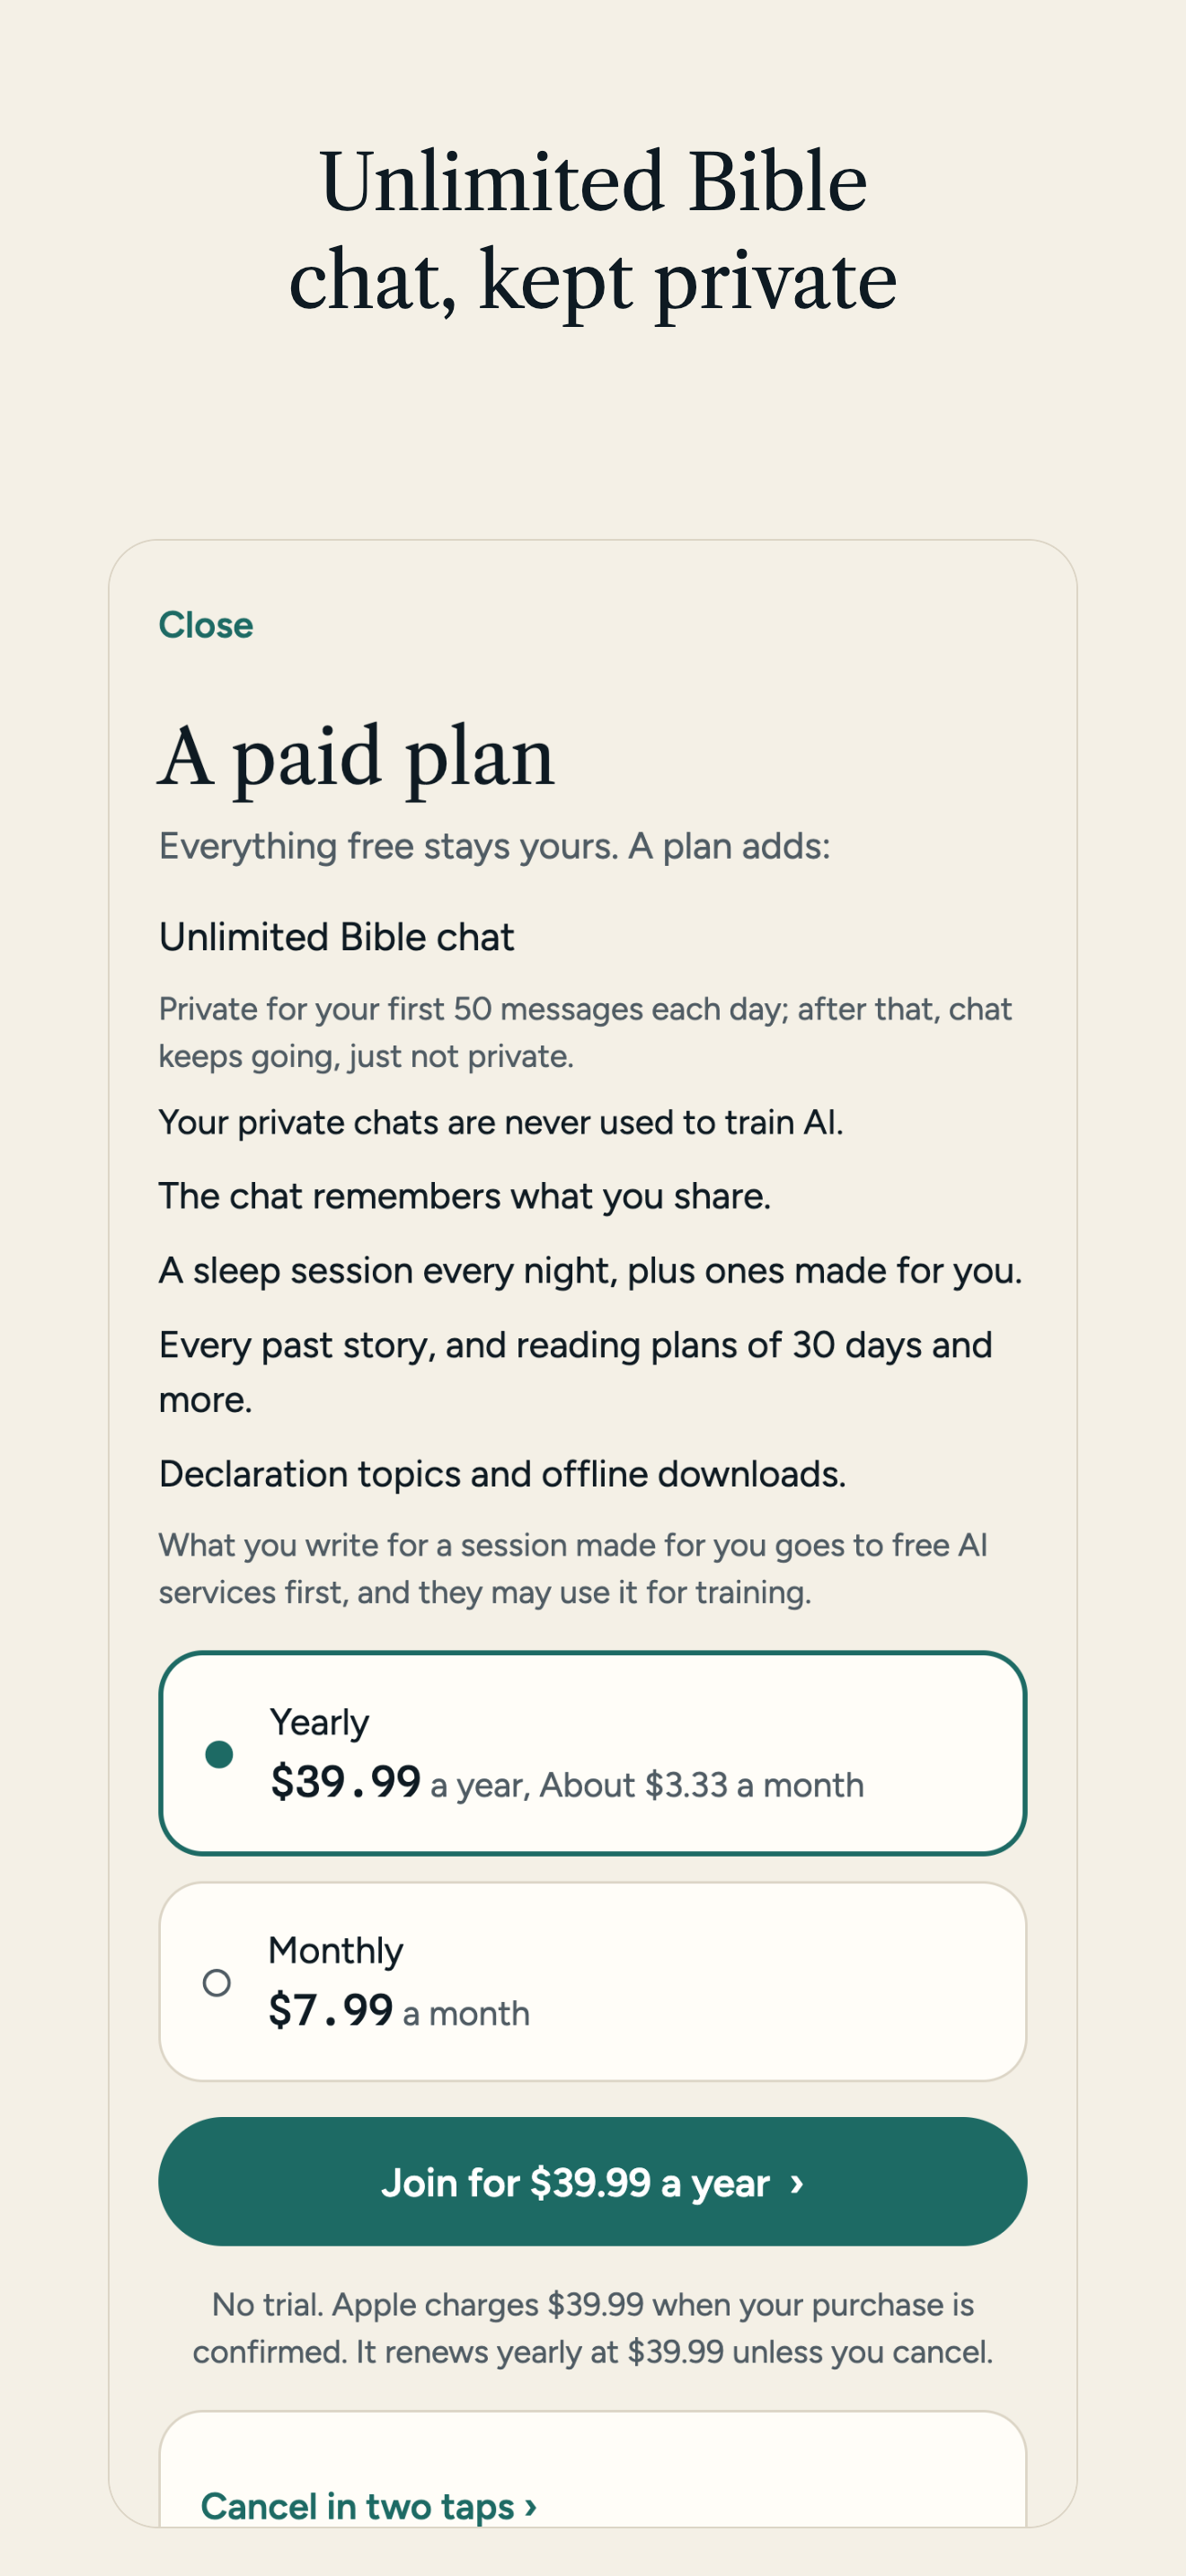 Unlimited Bible
chat, kept private
Close
A paid plan
Everything free stays yours. A plan adds:
Unlimited Bible chat
Private for your first 50 messages each day; after that, chat
keeps going, just not private.
Your private chats are never used to train AI.
The chat remembers what you share.
A sleep session every night, plus ones made for you.
Every past story, and reading plans of 30 days and
more.
Declaration topics and offline downloads.
What you write for a session made for you goes to free AI
services first, and they may use it for training.
Yearly
$39.99 a year, About $3.33 a month
Monthly
$7.99 a month
Join for $39.99 a year ›
No trial. Apple charges $39.99 when your purchase is
confirmed. It renews yearly at $39.99 unless you cancel.
Cancel in two taps ›